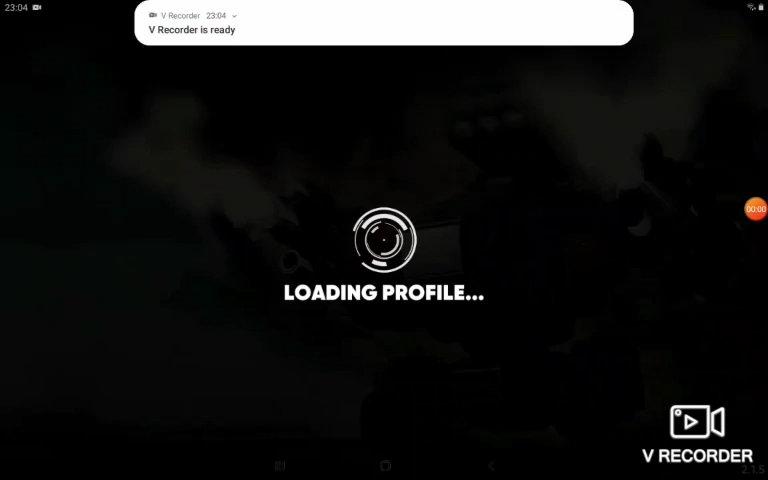 23:04
V Recorder 23:04
V Recorder is ready
00:00
LOADING PROFILE...
V RECORDER
2.1.5